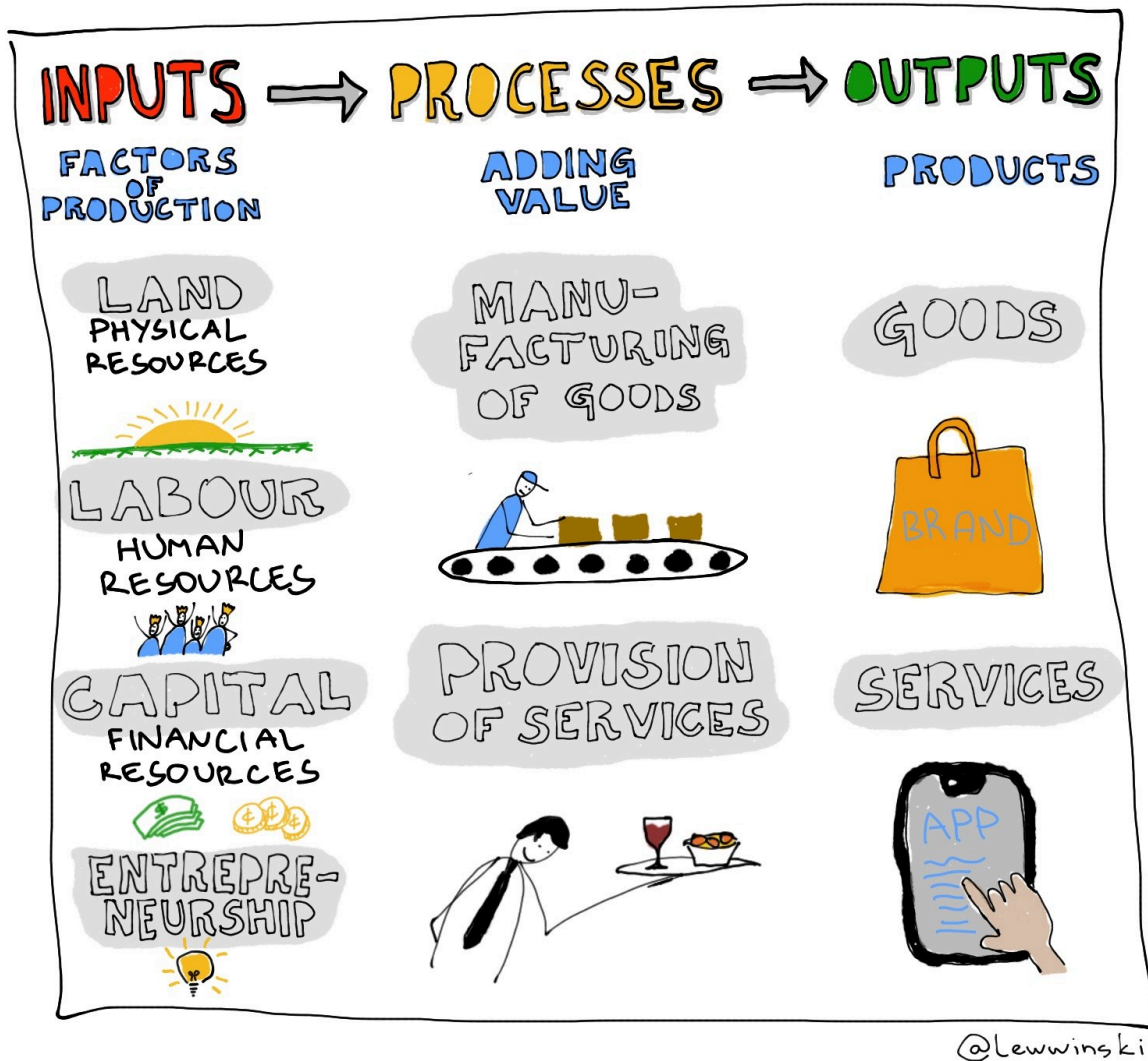 INPUTS → PROCESSES → OUTPUTS
FACTORS
OF
PRODUCTION
ADDING
VALUE
PRODUCTS
LAND
PHYSICAL
RESOURCES
LABOUR
HUMAN
RESOURCES
CAPITAL
FINANCIAL
RESOURCES
$
¢ ¢ ¢
ENTREPRE-
NEURSHIP
MANU-
FACTURING
OF GOODS
PROVISION
OF SERVICES
GOODS
BRAND
SERVICES
APP
@lewwinski